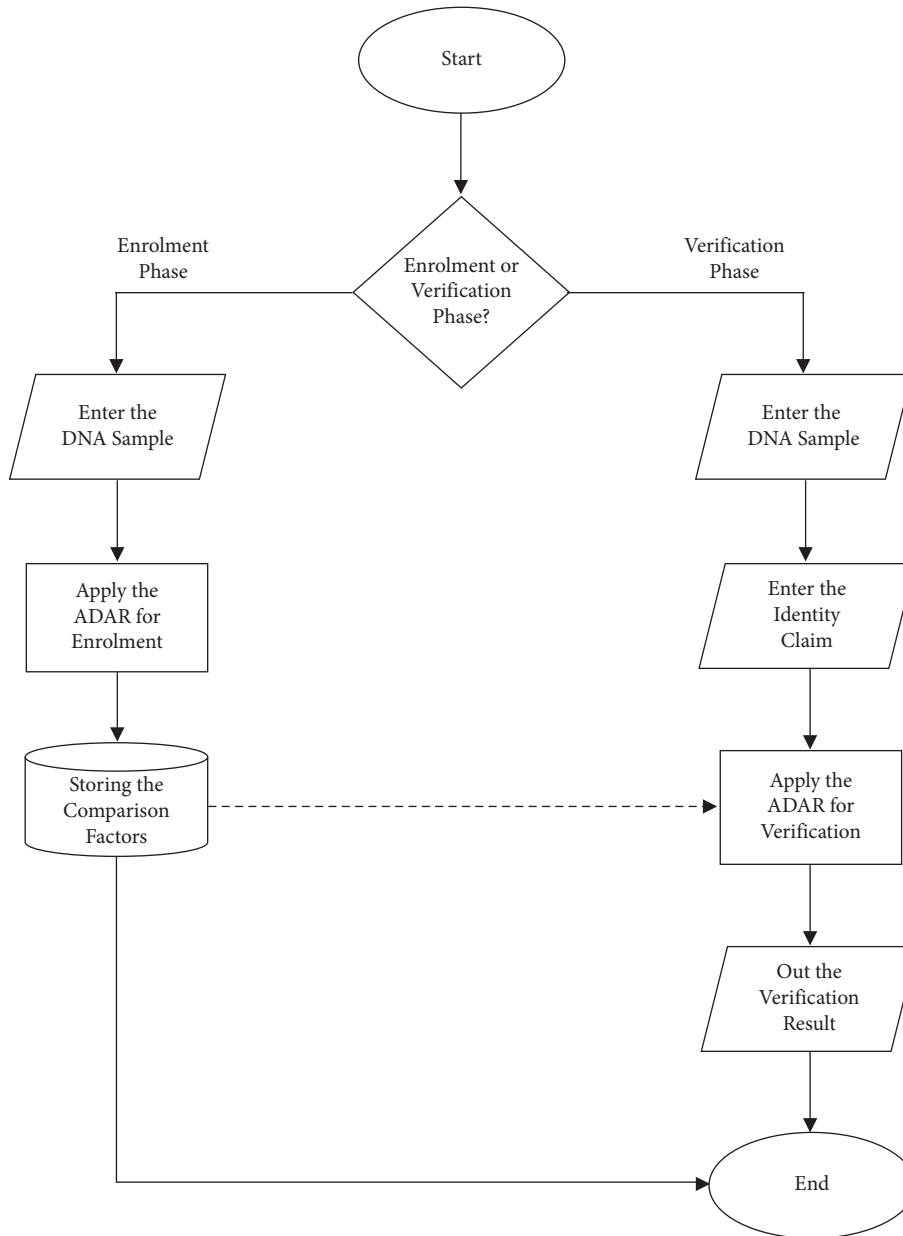 Start
Enrolment
Phase
Enrolment or
Verification
Phase?
Verification
Phase
Enter the
DNA Sample
Enter the
DNA Sample
Apply the
ADAR for
Enrolment
Enter the
Identity
Claim
Storing the
Comparison
Factors
Apply the
ADAR for
Verification
Out the
Verification
Result
End